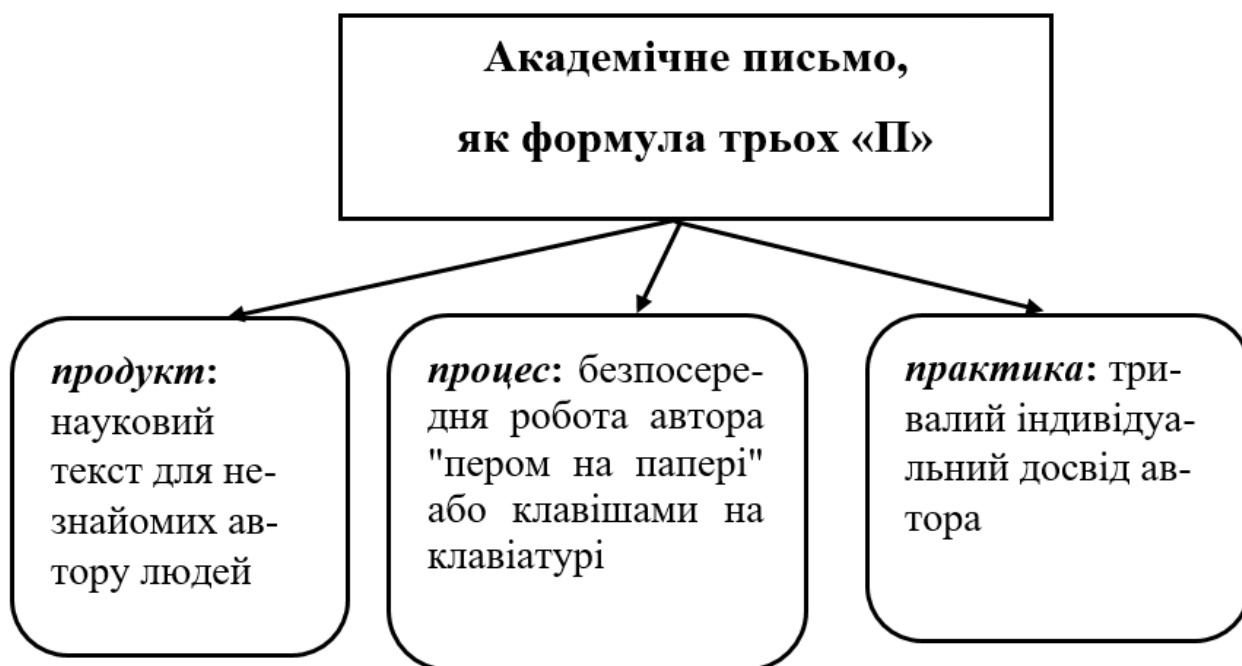 Академічне письмо,
як формула трьох «П»
продукт:
науковий
текст для не-
знайомих ав-
тору людей
процес: безпосере-
дня робота автора
"пером на папері"
або клавішами на
клавіатурі
практика: три-
валий індивідуа-
льний досвід ав-
тора